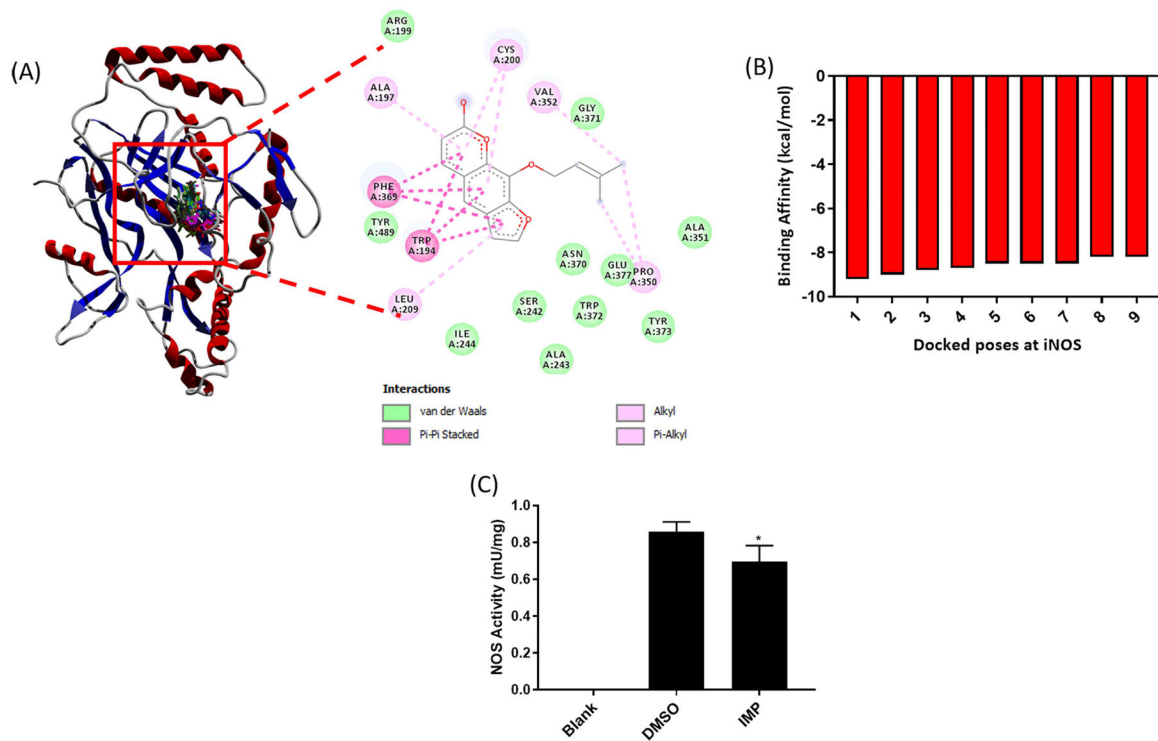 (A)
ARG
A:199
CYS
A:200
ALA
A:197
VAL
A:352
GLY
A:371
O
O
O
O
PHE
A:369
TYR
A:489
TRP
A:194
LEU
A:209
ASN
A:370
GLU
A:377
PRO
A:350
ALA
A:351
SER
A:242
TRP
A:372
TYR
A:373
ILE
A:244
ALA
A:243
Interactions
van der Waals
Pi-Pi Stacked
Alkyl
Pi-Alkyl
(B)
Binding Affinity (kcal/mol)
0
-2
-4
-6
-8
-10
1 2 3 4 5 6 7 8 9
Docked poses at iNOS
(C)
NOS Activity (mU/mg)
1.0
0.8
0.6
0.4
0.2
0.0
*
Blank DMSO IMP